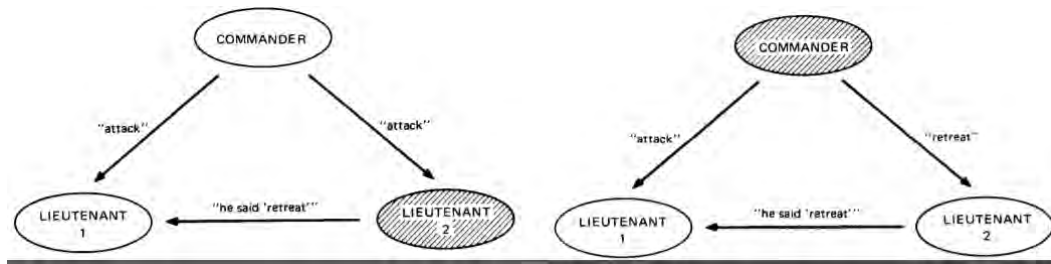 COMMANDER
"attack"
"attack"
LIEUTENANT
1
"he said 'retreat'"
LIEUTENANT
2
COMMANDER
"attack"
"retreat"
LIEUTENANT
1
"he said 'retreat'"
LIEUTENANT
2